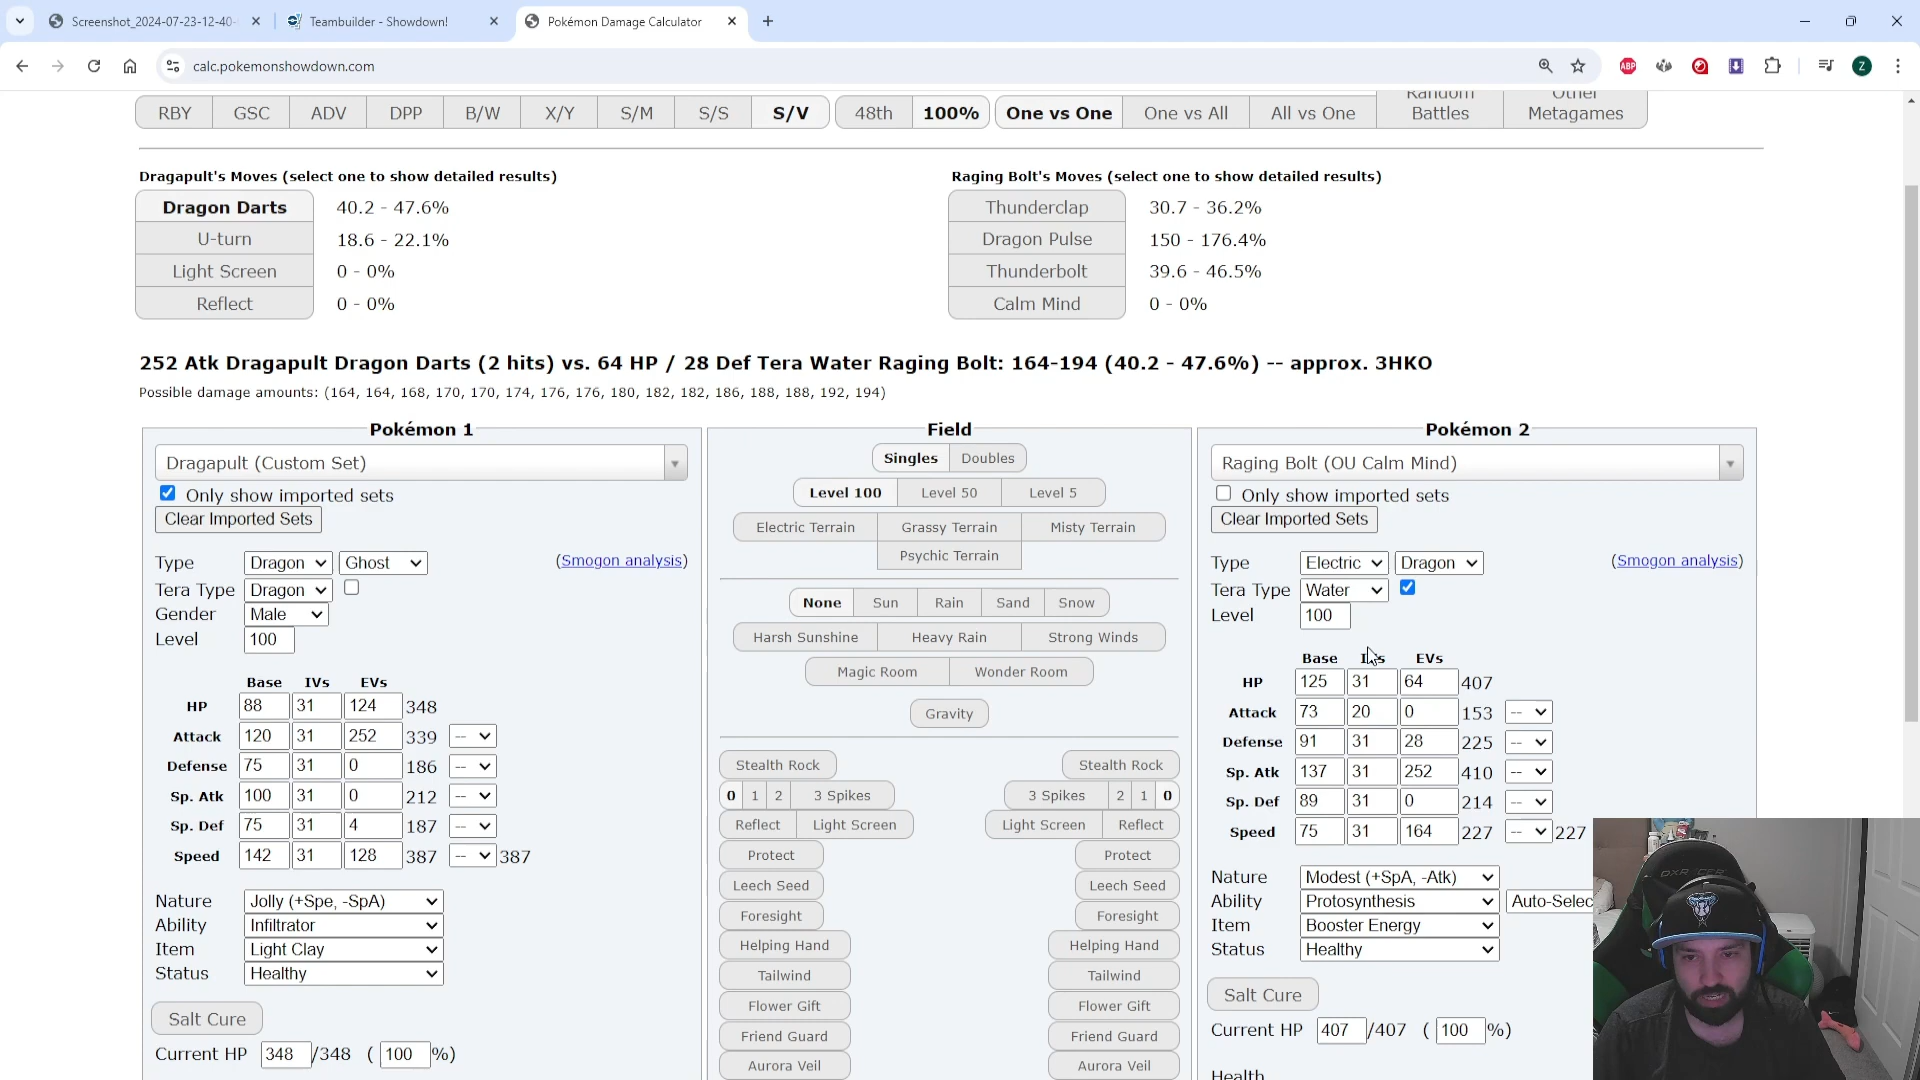 Screenshot_2024-07-23-12-40-
Teambuilder - Showdown!
Pokémon Damage Calculator
calc.pokemonshowdown.com
ABP
Z
RBY GSC ADV DPP B/W X/Y S/M S/S S/V 48th 100% One vs One One vs All All vs One Random Battles Other Metagames
Dragapult's Moves (select one to show detailed results)
Dragon Darts 40.2 - 47.6%
U-turn 18.6 - 22.1%
Light Screen 0 - 0%
Reflect 0 - 0%
Raging Bolt's Moves (select one to show detailed results)
Thunderclap 30.7 - 36.2%
Dragon Pulse 150 - 176.4%
Thunderbolt 39.6 - 46.5%
Calm Mind 0 - 0%
252 Atk Dragapult Dragon Darts (2 hits) vs. 64 HP / 28 Def Tera Water Raging Bolt: 164-194 (40.2 - 47.6%) -- approx. 3HKO
Possible damage amounts: (164, 164, 168, 170, 170, 174, 176, 176, 180, 182, 182, 186, 188, 188, 192, 194)
Pokémon 1
Dragapult (Custom Set)
Only show imported sets
Clear Imported Sets
Type Dragon Ghost (Smogon analysis)
Tera Type Dragon
Gender Male
Level 100
Base IVs EVs
HP 88 31 124 348
Attack 120 31 252 339 --
Defense 75 31 0 186 --
Sp. Atk 100 31 0 212 --
Sp. Def 75 31 4 187 --
Speed 142 31 128 387 -- 387
Nature Jolly (+Spe, -SpA)
Ability Infiltrator
Item Light Clay
Status Healthy
Salt Cure
Current HP 348 /348 ( 100 %)
Field
Singles Doubles
Level 100 Level 50 Level 5
Electric Terrain Grassy Terrain Misty Terrain
Psychic Terrain
None Sun Rain Sand Snow
Harsh Sunshine Heavy Rain Strong Winds
Magic Room Wonder Room
Gravity
Stealth Rock Stealth Rock
0 1 2 3 Spikes 3 Spikes 2 1 0
Reflect Light Screen Light Screen Reflect
Protect Protect
Leech Seed Leech Seed
Foresight Foresight
Helping Hand Helping Hand
Tailwind Tailwind
Flower Gift Flower Gift
Friend Guard Friend Guard
Aurora Veil Aurora Veil
Pokémon 2
Raging Bolt (OU Calm Mind)
Only show imported sets
Clear Imported Sets
Type Electric Dragon (Smogon analysis)
Tera Type Water
Level 100
Base IVs EVs
HP 125 31 64 407
Attack 73 20 0 153 --
Defense 91 31 28 225 --
Sp. Atk 137 31 252 410 --
Sp. Def 89 31 0 214 --
Speed 75 31 164 227 -- 227
Nature Modest (+SpA, -Atk)
Ability Protosynthesis Auto-Selec
Item Booster Energy
Status Healthy
Salt Cure
Current HP 407 /407 ( 100 %)
Health